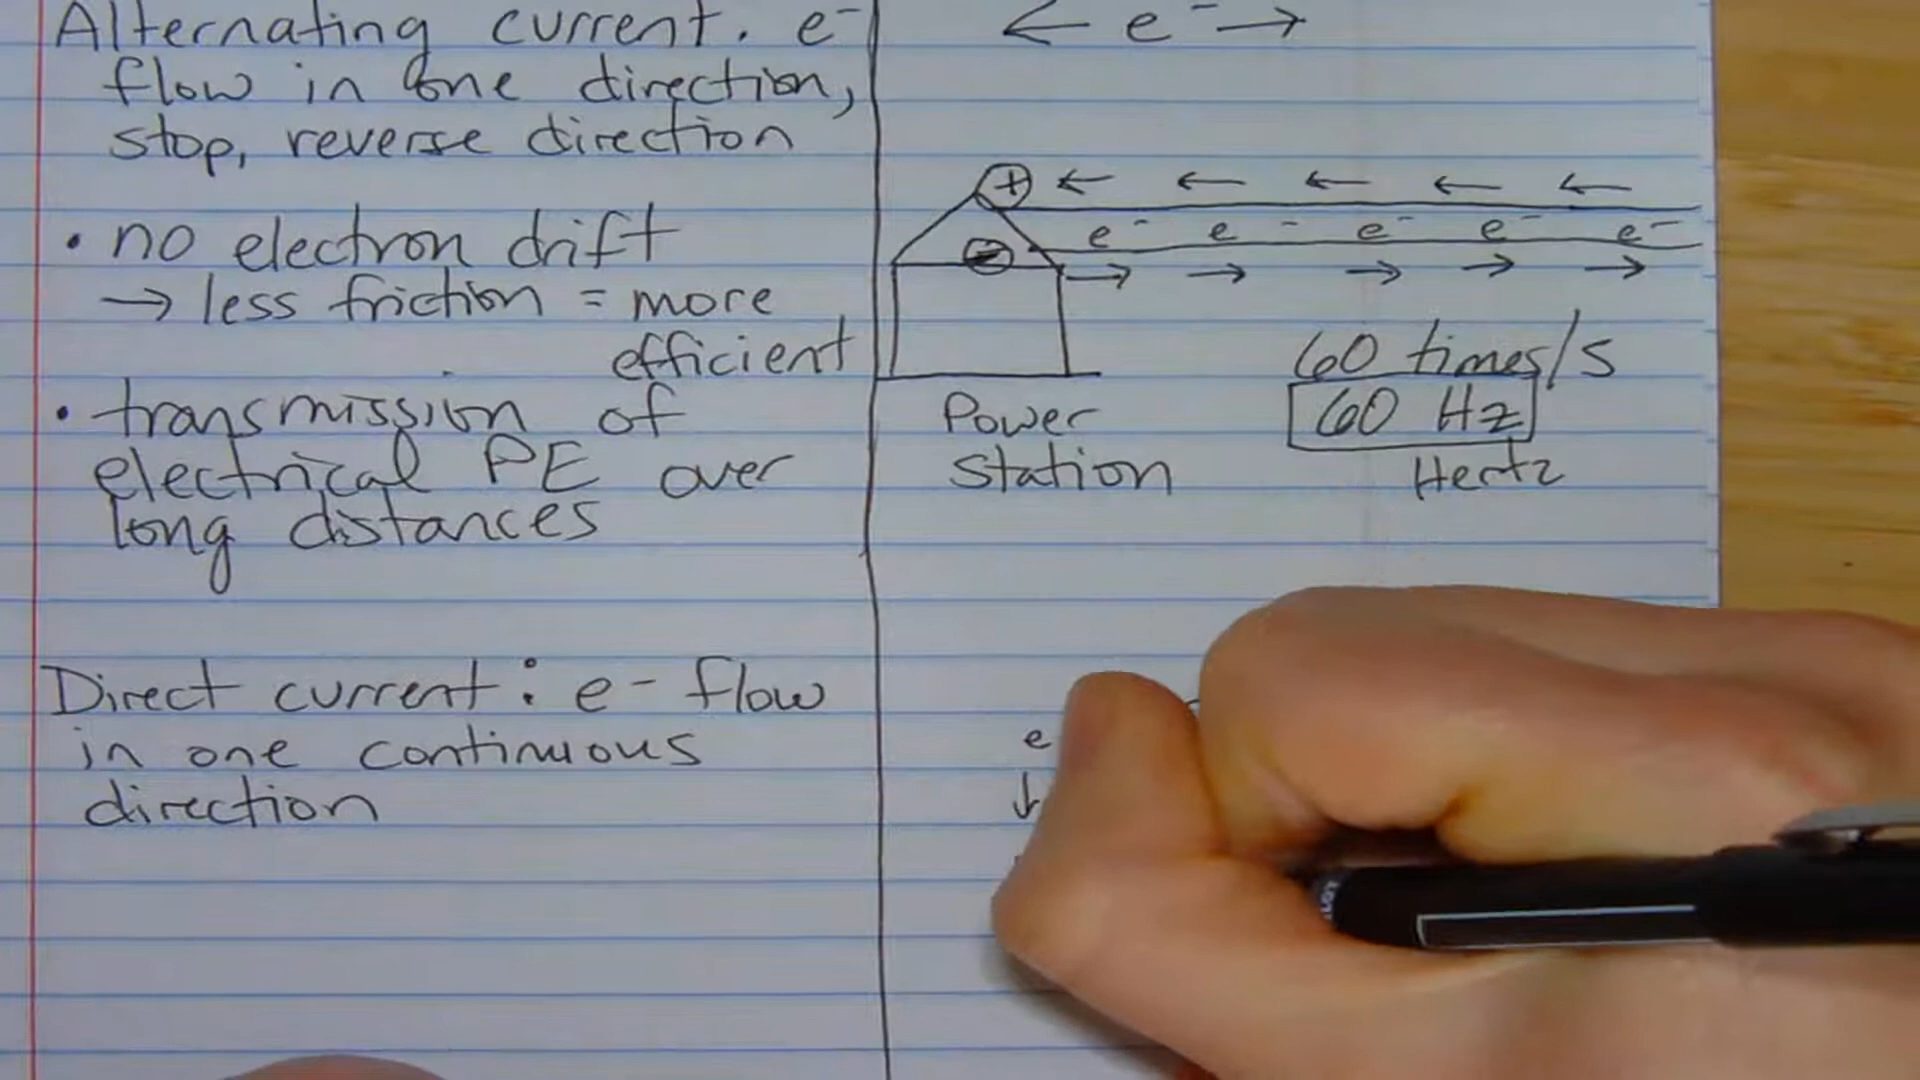 Alternating current. e-
flow in one direction,
stop, reverse direction
• no electron drift
→ less friction = more
efficient
• transmission of
electrical PE over
long distances
Direct current: e- flow
in one continuous
direction
← e- →
+ ← ← ← ← ←
e- e- e- e- e-
- → → → → →
60 times/s
60 Hz
Hertz
Power
Station
e
↓